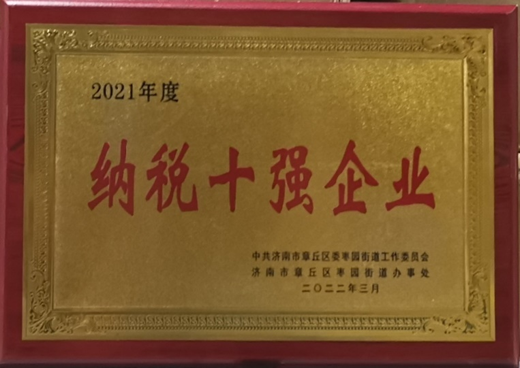 2021年度
纳税十强企业
中共济南市章丘区委枣园街道工作委员会
济南市章丘区枣园街道办事处
二〇二二年三月